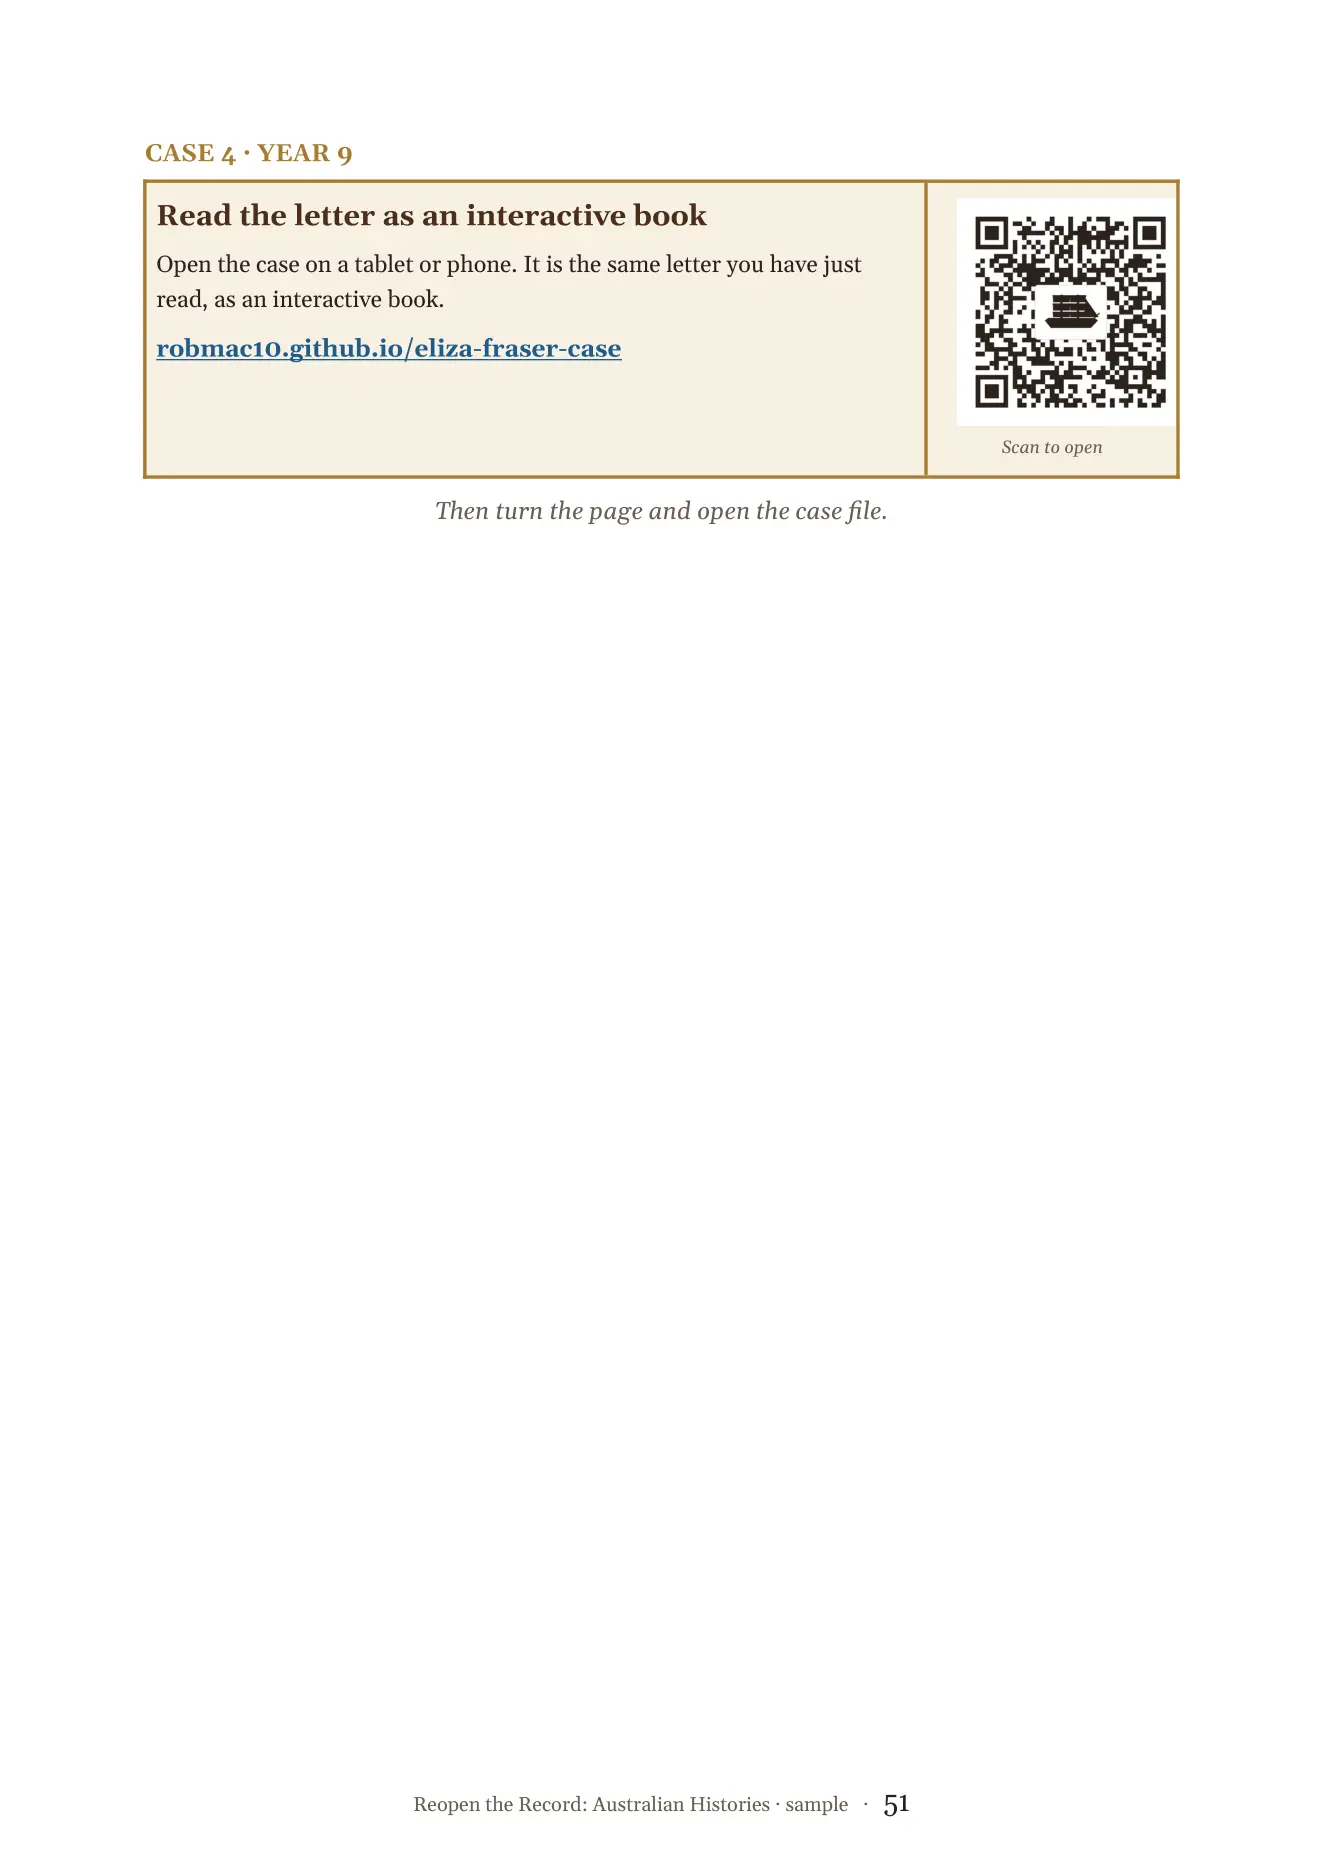 CASE 4 · YEAR 9
Read the letter as an interactive book
Open the case on a tablet or phone. It is the same letter you have just
read, as an interactive book.
robmac10.github.io/eliza-fraser-case
Scan to open
Then turn the page and open the case file.
Reopen the Record: Australian Histories · sample · 51